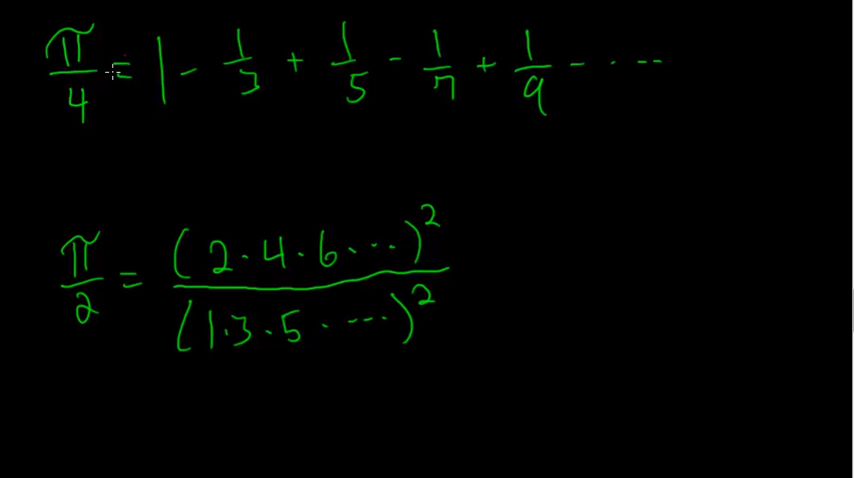 π/4 = 1 - 1/3 + 1/5 - 1/7 + 1/9 - ....
π/2 = (2·4·6·...)² / (1·3·5·...)²